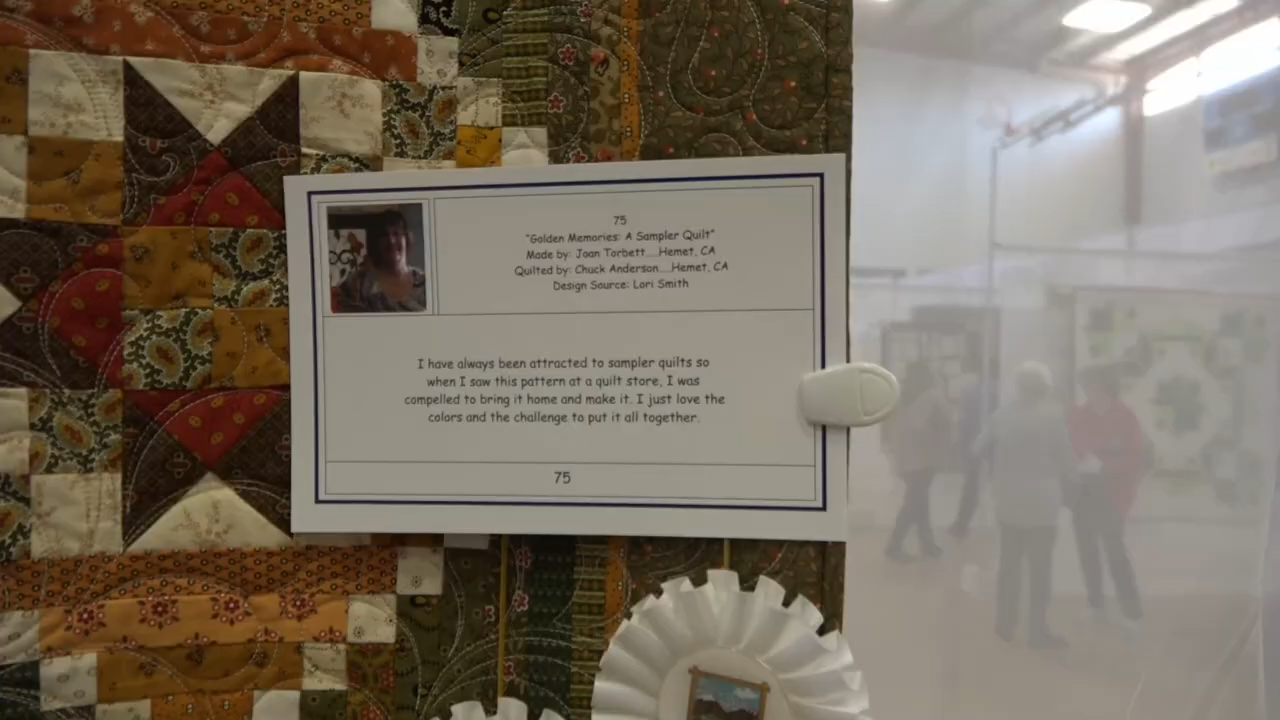 75
"Golden Memories: A Sampler Quilt"
Made by: Joan Torbett....Hemet, CA
Quilted by: Chuck Anderson....Hemet, CA
Design Source: Lori Smith
I have always been attracted to sampler quilts so
when I saw this pattern at a quilt store, I was
compelled to bring it home and make it. I just love the
colors and the challenge to put it all together.
75